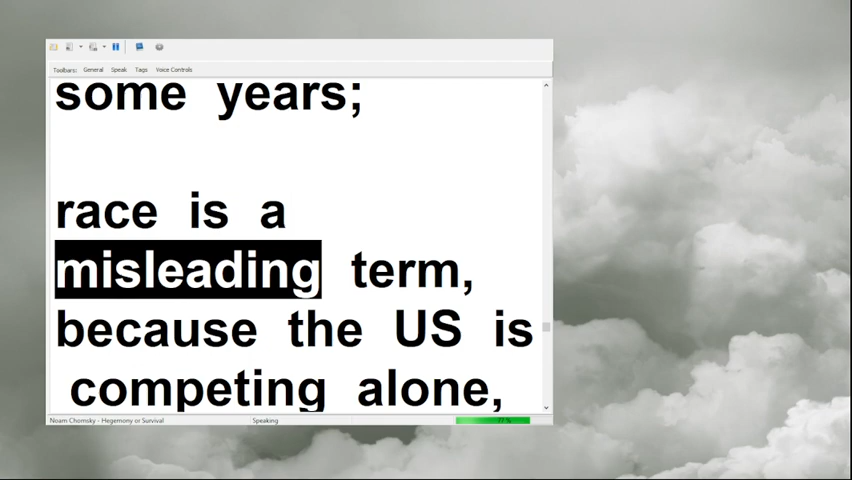 Toolbars: General Speak Tags Voice Controls
some years;
race is a
misleading term,
because the US is
competing alone,
Noam Chomsky - Hegemony or Survival Speaking 77 %